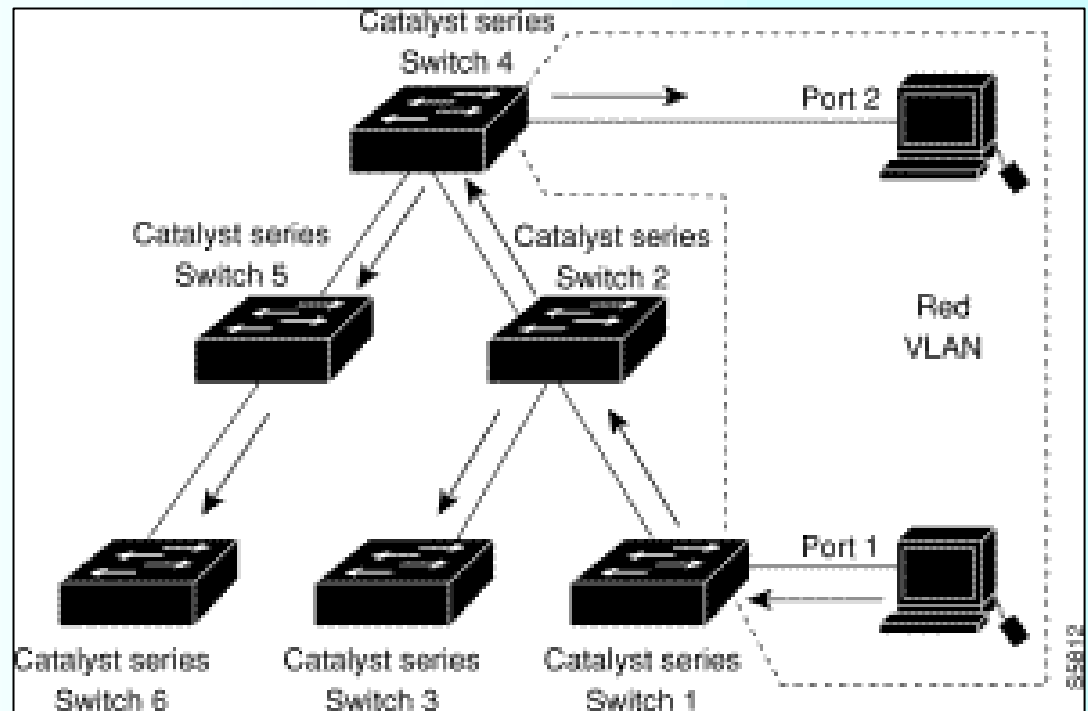 Catalyst series
Switch 4
Port 2
Catalyst series
Switch 5
Catalyst series
Switch 2
Red
VLAN
Port 1
Catalyst series
Switch 6
Catalyst series
Switch 3
Catalyst series
Switch 1
S5812